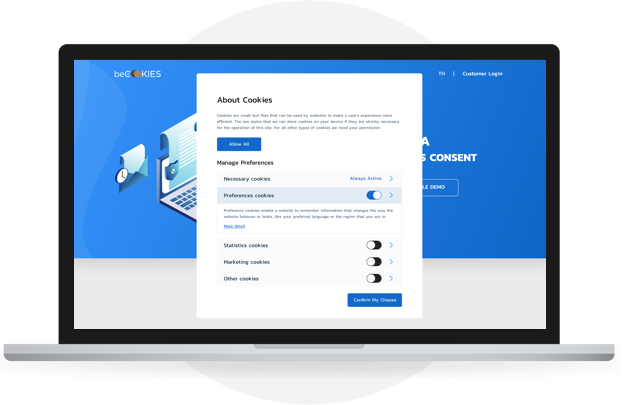 beCOOKIES
TH | Customer Login
About Cookies
Cookies are small text files that can be used by websites to make a user's experience more
efficient. The law states that we can store cookies on your device if they are strictly necessary
for the operation of this site. For all other types of cookies we need your permission.
Allow All
A
CONSENT
Manage Preferences
Necessary cookies Always Active
Preferences cookies
LE DEMO
Preference cookies enable a website to remember information that changes the way the
website behaves or looks, like your preferred language or the region that you are in.
More detail
Statistics cookies
Marketing cookies
Other cookies
Confirm My Choose